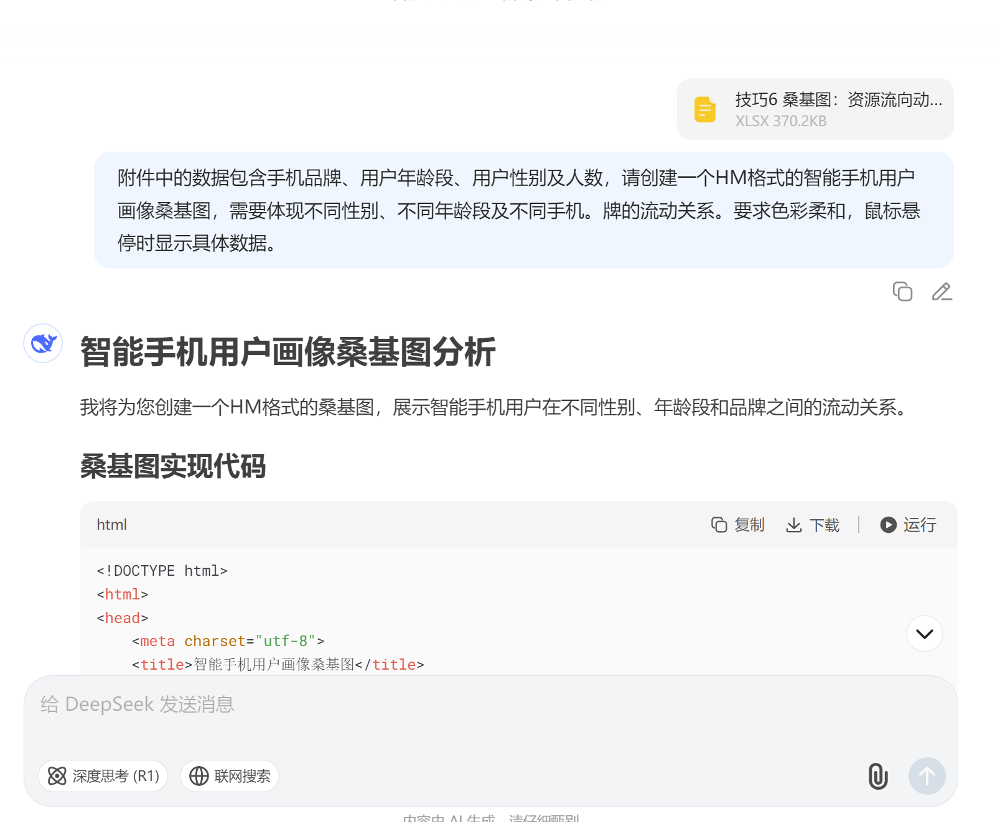 技巧6 桑基图：资源流向动...
XLSX 370.2KB
附件中的数据包含手机品牌、用户年龄段、用户性别及人数，请创建一个HM格式的智能手机用户
画像桑基图，需要体现不同性别、不同年龄段及不同手机。牌的流动关系。要求色彩柔和，鼠标悬
停时显示具体数据。
智能手机用户画像桑基图分析
我将为您创建一个HM格式的桑基图，展示智能手机用户在不同性别、年龄段和品牌之间的流动关系。
桑基图实现代码
html 复制 下载 运行
<!DOCTYPE html>
<html>
<head>
<meta charset="utf-8">
<title>智能手机用户画像桑基图</title>
给 DeepSeek 发送消息
深度思考 (R1) 联网搜索
内容由 AI 生成，请仔细甄别